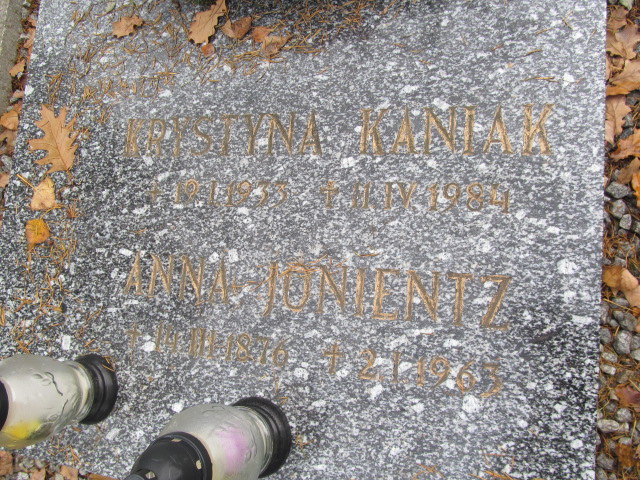 KRYSTYNA KANIAK
* 19.I.1933 ✝ 11.IV.1984
ANNA JONIENTZ
* 14.III.1876 ✝ 2.I.1963